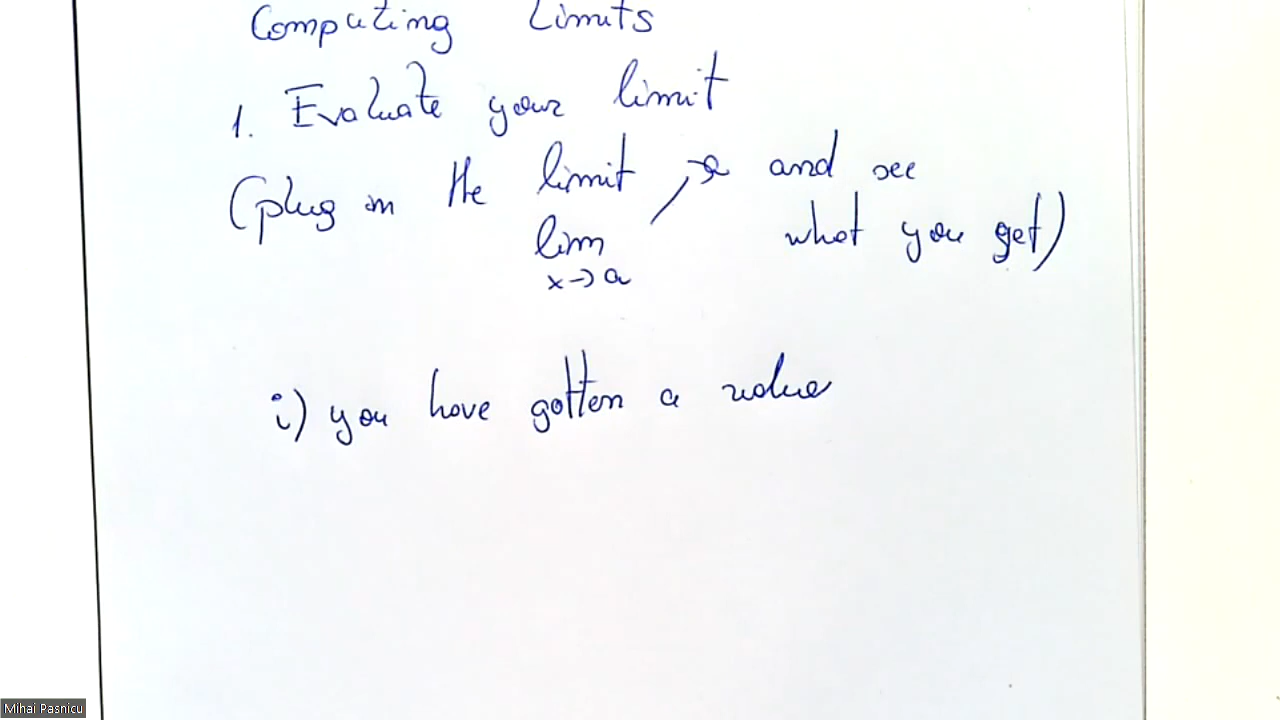 Computing Limits
1. Evaluate your limit
(plug in the limit a and see
what you get)
lim
x→a
i) you have gotten a value
Mihai Pasnicu